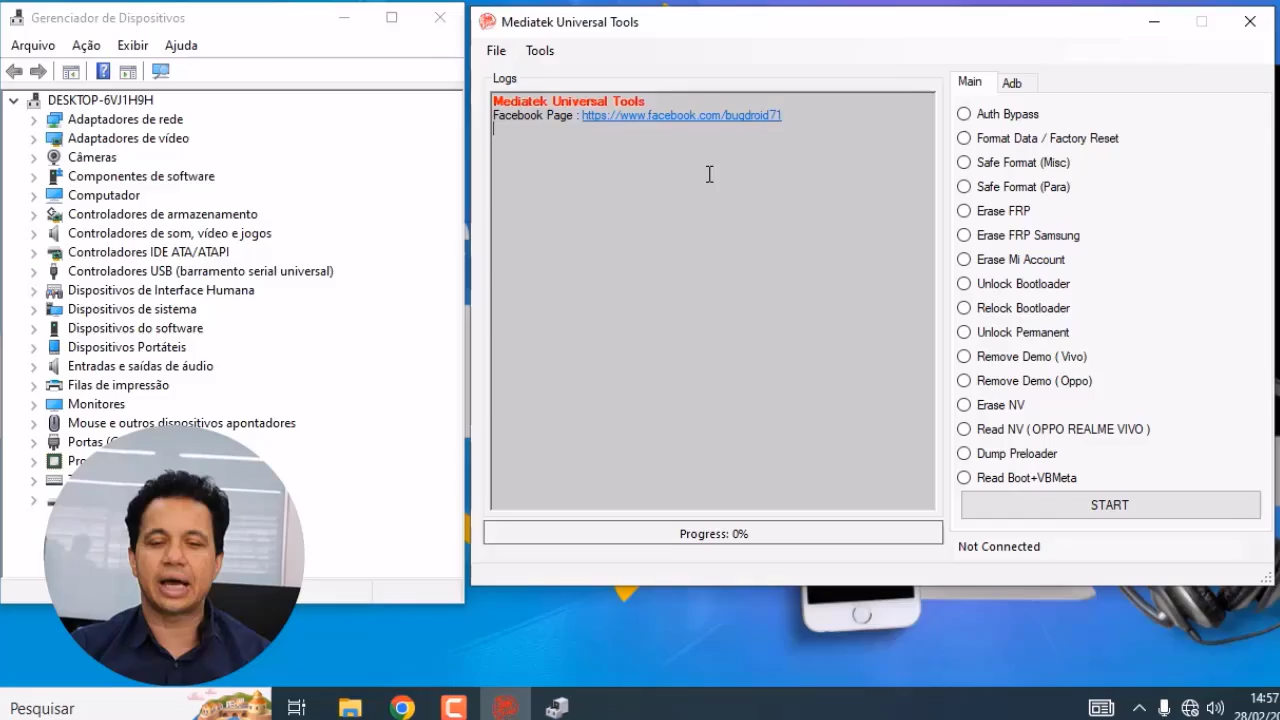 Gerenciador de Dispositivos
Arquivo Ação Exibir Ajuda
DESKTOP-6VJ1H9H
Adaptadores de rede
Adaptadores de vídeo
Câmeras
Componentes de software
Computador
Controladores de armazenamento
Controladores de som, vídeo e jogos
Controladores IDE ATA/ATAPI
Controladores USB (barramento serial universal)
Dispositivos de Interface Humana
Dispositivos de sistema
Dispositivos do software
Dispositivos Portáteis
Entradas e saídas de áudio
Filas de impressão
Monitores
Mouse e outros dispositivos apontadores
Portas
Mediatek Universal Tools
File Tools
Logs
Mediatek Universal Tools
Facebook Page : https://www.facebook.com/bugdroid71
Progress: 0%
Main Adb
Auth Bypass
Format Data / Factory Reset
Safe Format (Misc)
Safe Format (Para)
Erase FRP
Erase FRP Samsung
Erase Mi Account
Unlock Bootloader
Relock Bootloader
Unlock Permanent
Remove Demo ( Vivo)
Remove Demo ( Oppo)
Erase NV
Read NV ( OPPO REALME VIVO )
Dump Preloader
Read Boot+VBMeta
START
Not Connected
Pesquisar
14:57
28/02/20